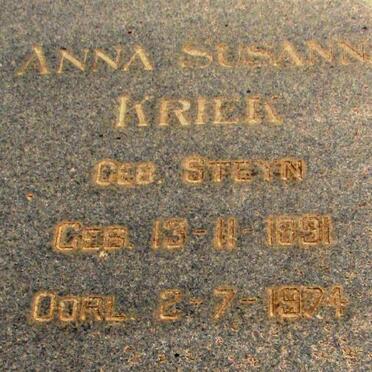 ANNA SUSANN
KRIEK
GEB. STEYN
GEB. 13-11-1891
OORL. 2-7-1974